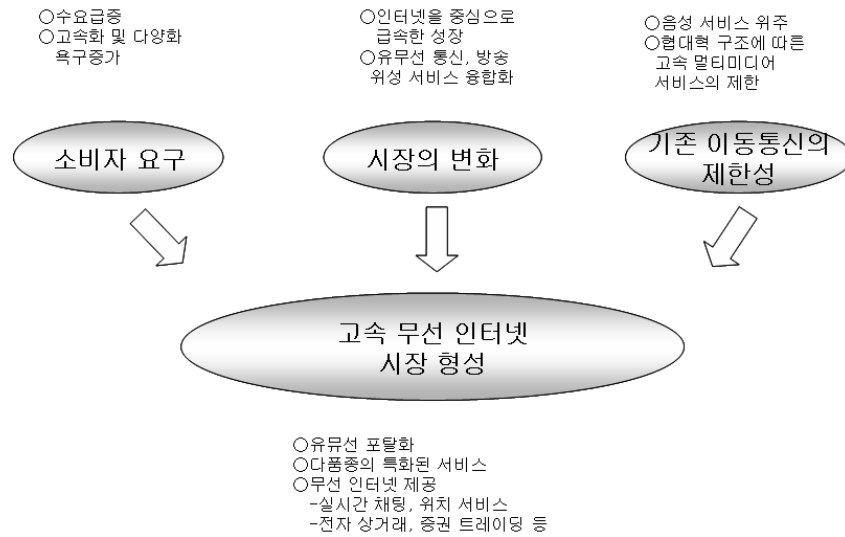 ○수요급증
○고속화 및 다양화
욕구증가
○인터넷을 중심으로
급속한 성장
○유무선 통신, 방송
위성 서비스 융합화
○음성 서비스 위주
○협대혁 구조에 따른
고속 멀티미디어
서비스의 제한
소비자 요구
시장의 변화
기존 이동통신의
제한성
고속 무선 인터넷
시장 형성
○유뮤선 포탈화
○다품종의 특화된 서비스
○무선 인터넷 제공
-실시간 채팅, 위치 서비스
-전자 상거래, 증권 트레이딩 등